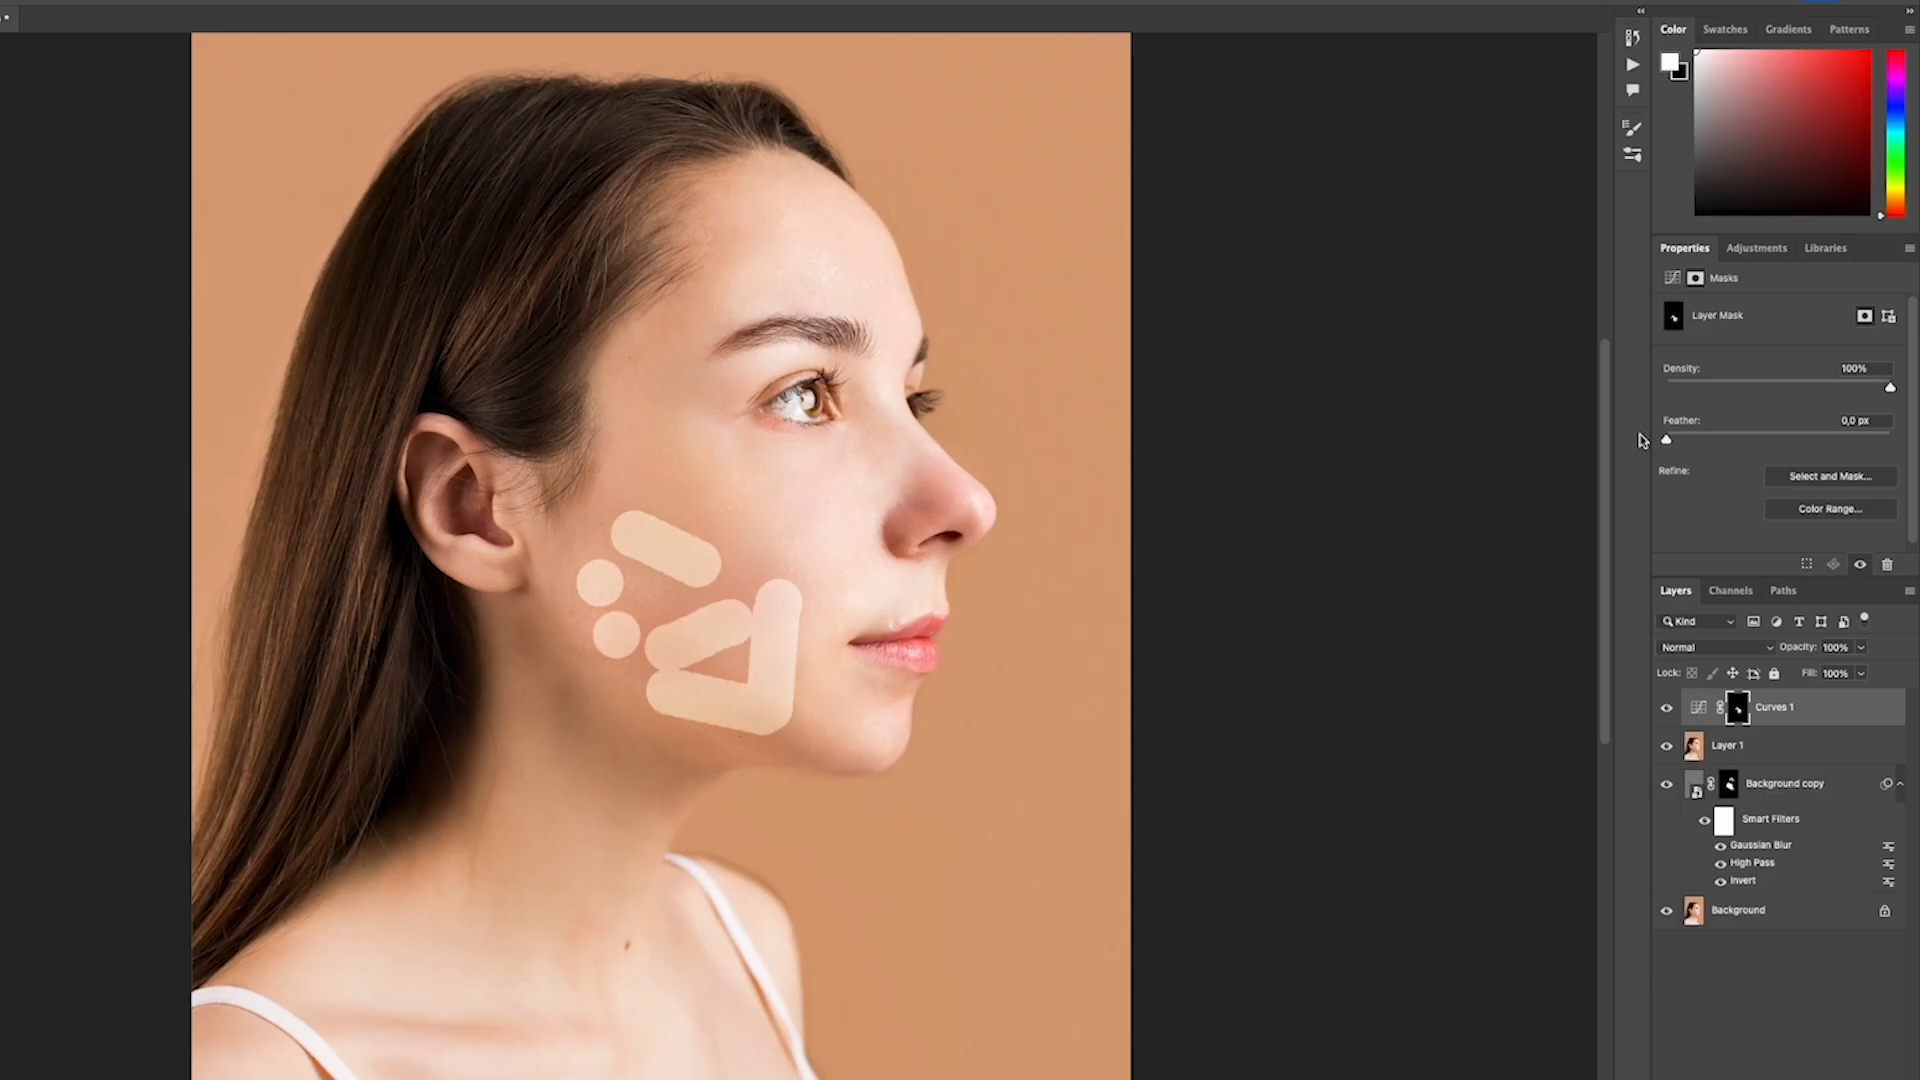 Color Swatches Gradients Patterns
Properties Adjustments Libraries
Masks
Layer Mask
Density: 100%
Feather: 0,0 px
Refine: Select and Mask...
Color Range...
Layers Channels Paths
Kind
Normal Opacity: 100%
Lock: Fill: 100%
Curves 1
Layer 1
Background copy
Smart Filters
Gaussian Blur
High Pass
Invert
Background